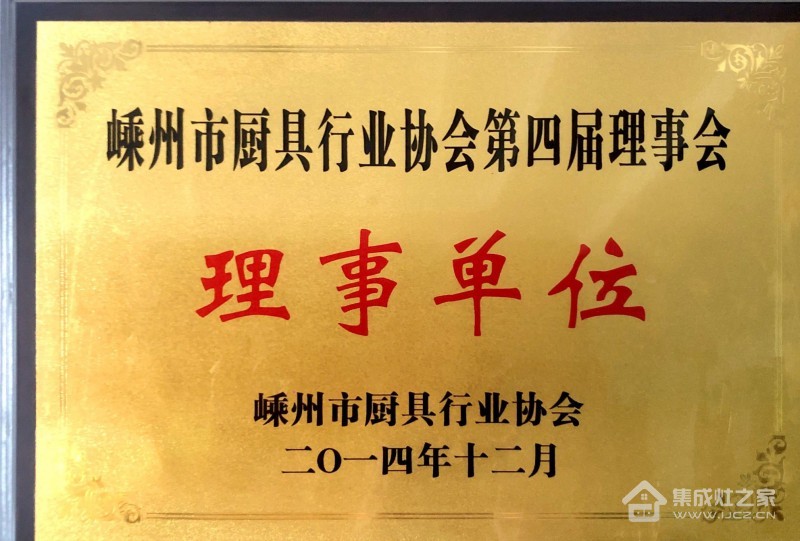 嵊州市厨具行业协会第四届理事会
理事单位
嵊州市厨具行业协会
二〇一四年十二月
集成灶之家
WWW.IJCZ.CN